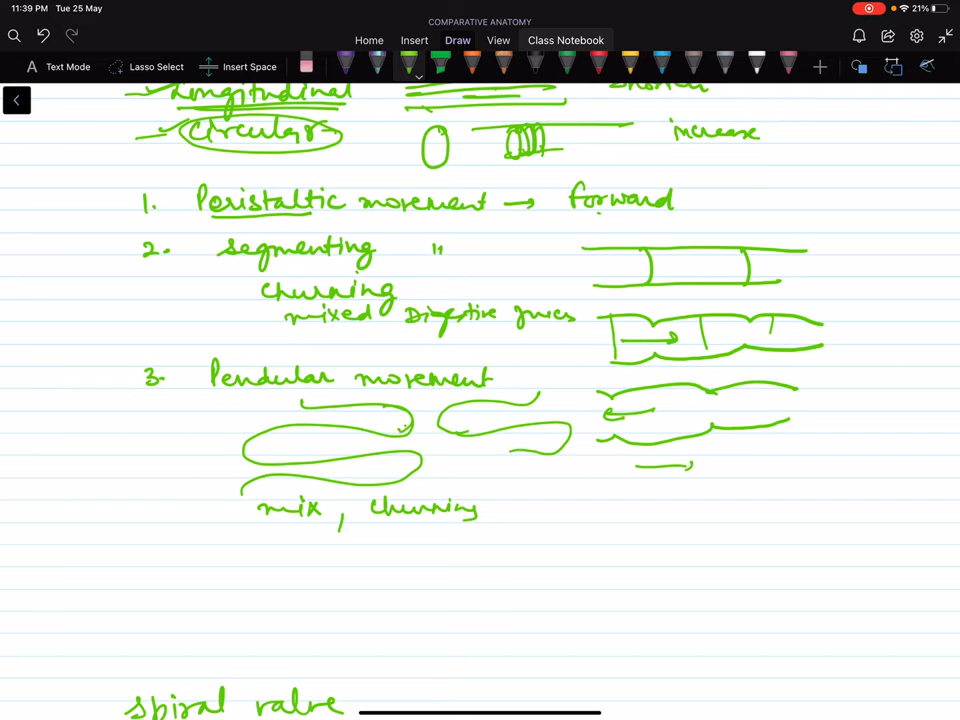 11:39 PM Tue 25 May
21%
COMPARATIVE ANATOMY
Home Insert Draw View Class Notebook
Text Mode Lasso Select Insert Space
Longitudinal
circular increase
1. Peristaltic movement → forward
2. segmenting "
churning
mixed Digestive juices
3. Pendular movement
mix, churning
spiral valve